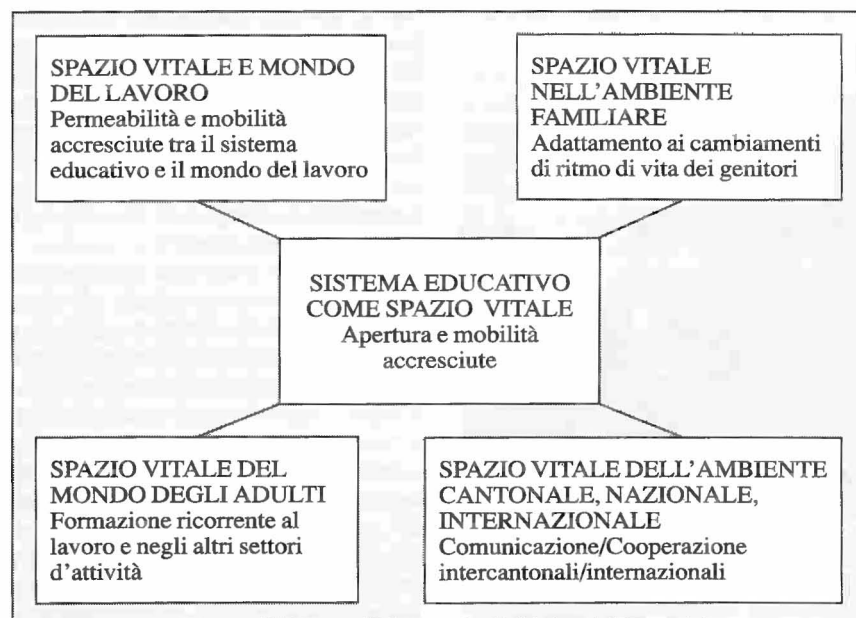 SPAZIO VITALE E MONDO
DEL LAVORO
Permeabilità e mobilità
accresciute tra il sistema
educativo e il mondo del lavoro
SPAZIO VITALE
NELL'AMBIENTE
FAMILIARE
Adattamento ai cambiamenti
di ritmo di vita dei genitori
SISTEMA EDUCATIVO
COME SPAZIO VITALE
Apertura e mobilità
accresciute
SPAZIO VITALE DEL
MONDO DEGLI ADULTI
Formazione ricorrente al
lavoro e negli altri settori
d'attività
SPAZIO VITALE DELL'AMBIENTE
CANTONALE, NAZIONALE,
INTERNAZIONALE
Comunicazione/Cooperazione
intercantonali/internazionali